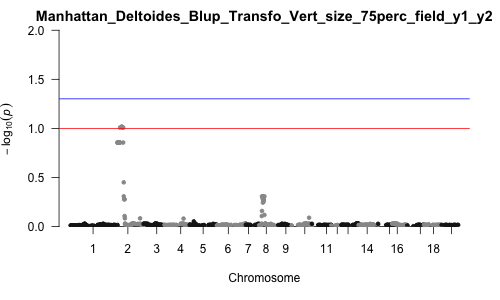 Manhattan_Deltoides_Blup_Transfo_Vert_size_75perc_field_y1_y2
2.0
1.5
1.0
0.5
0.0
− log10(p)
1 2 3 4 5 6 7 8 9 11 14 16 18
Chromosome